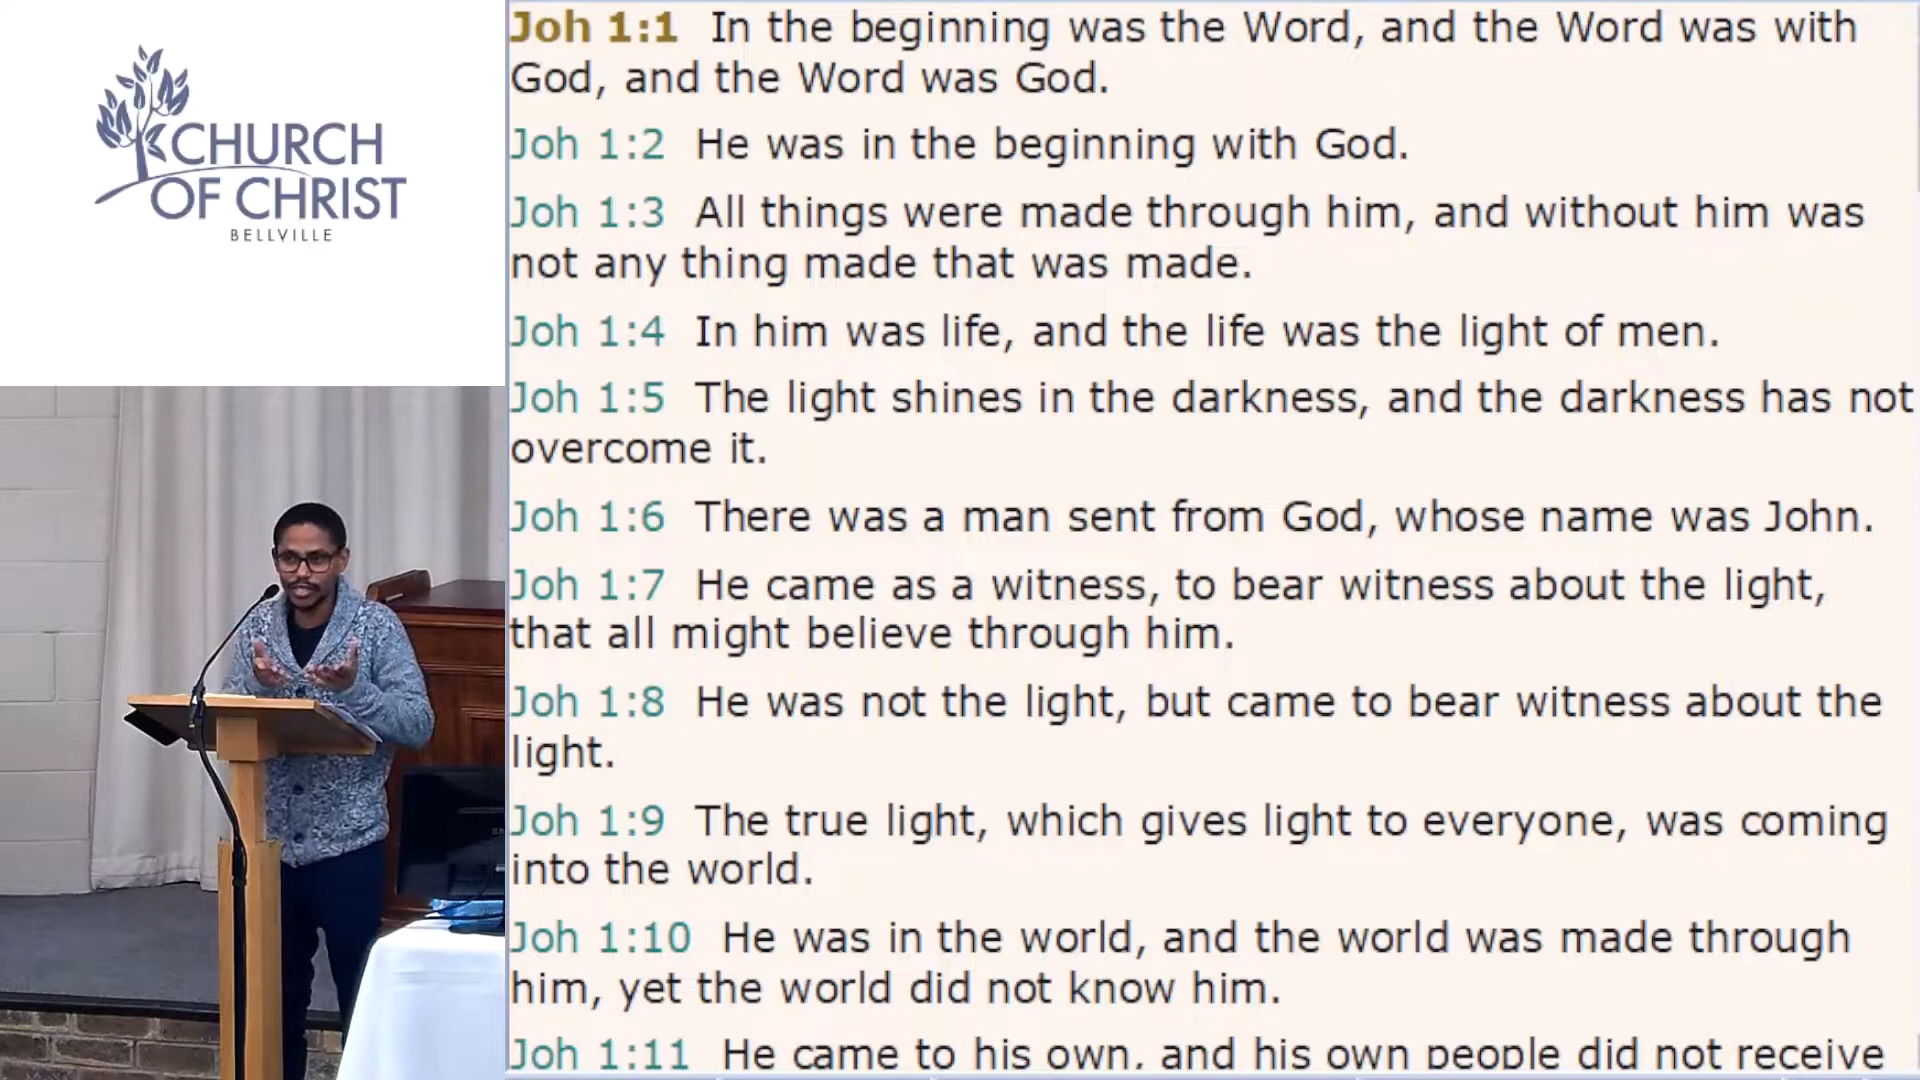 CHURCH
OF CHRIST
BELLVILLE
Joh 1:1 In the beginning was the Word, and the Word was with
God, and the Word was God.
Joh 1:2 He was in the beginning with God.
Joh 1:3 All things were made through him, and without him was
not any thing made that was made.
Joh 1:4 In him was life, and the life was the light of men.
Joh 1:5 The light shines in the darkness, and the darkness has not
overcome it.
Joh 1:6 There was a man sent from God, whose name was John.
Joh 1:7 He came as a witness, to bear witness about the light,
that all might believe through him.
Joh 1:8 He was not the light, but came to bear witness about the
light.
Joh 1:9 The true light, which gives light to everyone, was coming
into the world.
Joh 1:10 He was in the world, and the world was made through
him, yet the world did not know him.
Joh 1:11 He came to his own, and his own people did not receive